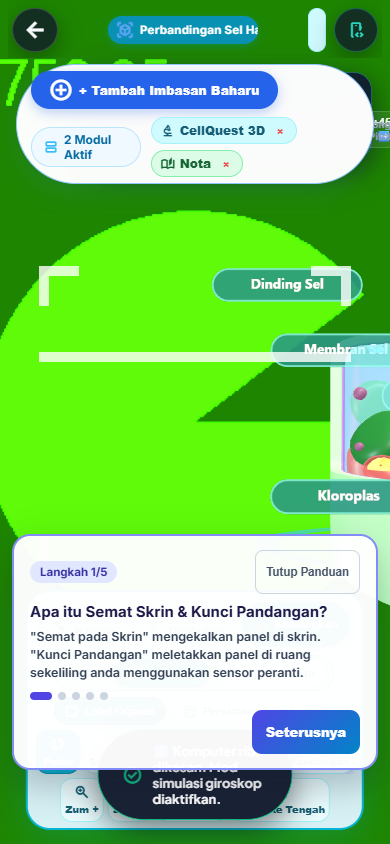 Perbandingan Sel Ha
+ Tambah Imbasan Baharu
2 Modul
Aktif
CellQuest 3D ×
Nota ×
Dinding Sel
Membran Sel
Kloroplas
Langkah 1/5
Tutup Panduan
Apa itu Semat Skrin & Kunci Pandangan?
"Semat pada Skrin" mengekalkan panel di skrin.
"Kunci Pandangan" meletakkan panel di ruang
sekeliling anda menggunakan sensor peranti.
Seterusnya
simulasi giroskop
diaktifkan.
Zum +
ke Tengah